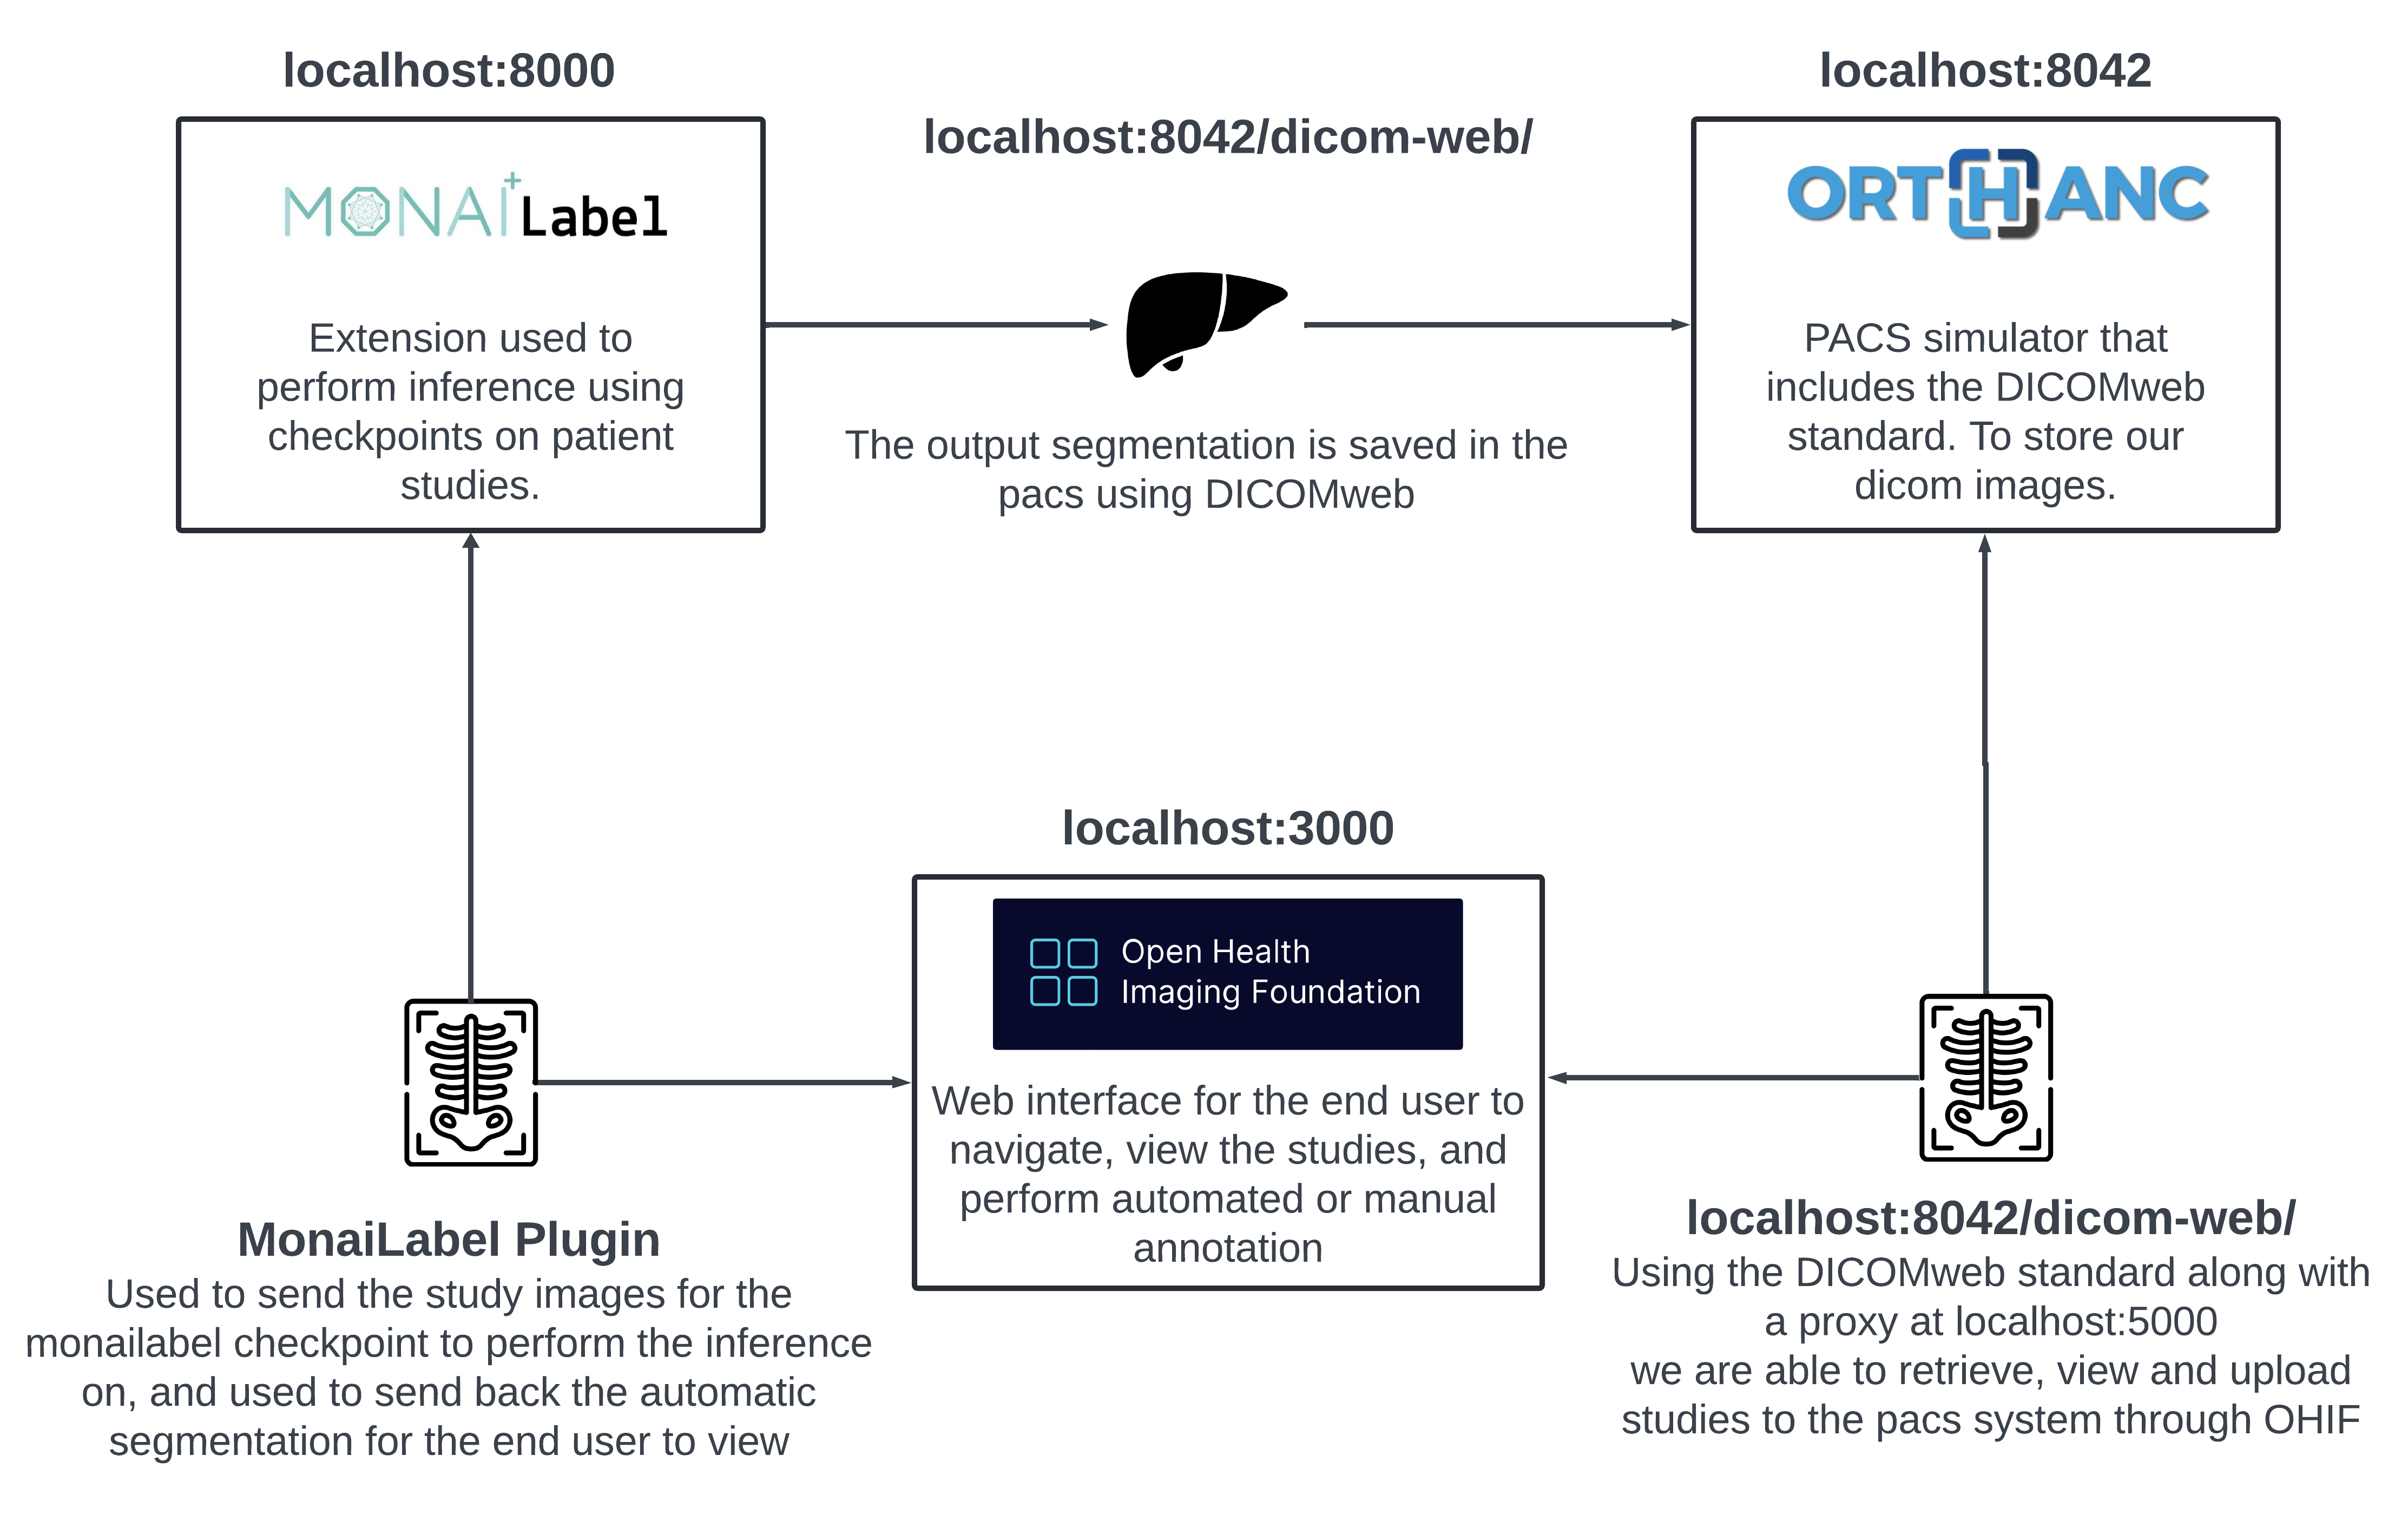 localhost:8000
MONAI Label
Extension used to
perform inference using
checkpoints on patient
studies.
localhost:8042/dicom-web/
The output segmentation is saved in the
pacs using DICOMweb
localhost:8042
ORTHANC
PACS simulator that
includes the DICOMweb
standard. To store our
dicom images.
localhost:3000
Open Health
Imaging Foundation
Web interface for the end user to
navigate, view the studies, and
perform automated or manual
annotation
MonaiLabel Plugin
Used to send the study images for the
monailabel checkpoint to perform the inference
on, and used to send back the automatic
segmentation for the end user to view
localhost:8042/dicom-web/
Using the DICOMweb standard along with
a proxy at localhost:5000
we are able to retrieve, view and upload
studies to the pacs system through OHIF